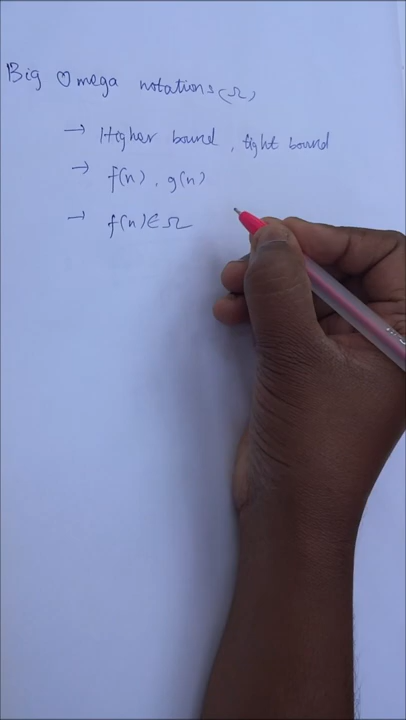 Big Omega notations (Ω)
→ Higher bound, tight bound
→ f(n), g(n)
→ f(n) ∈ Ω